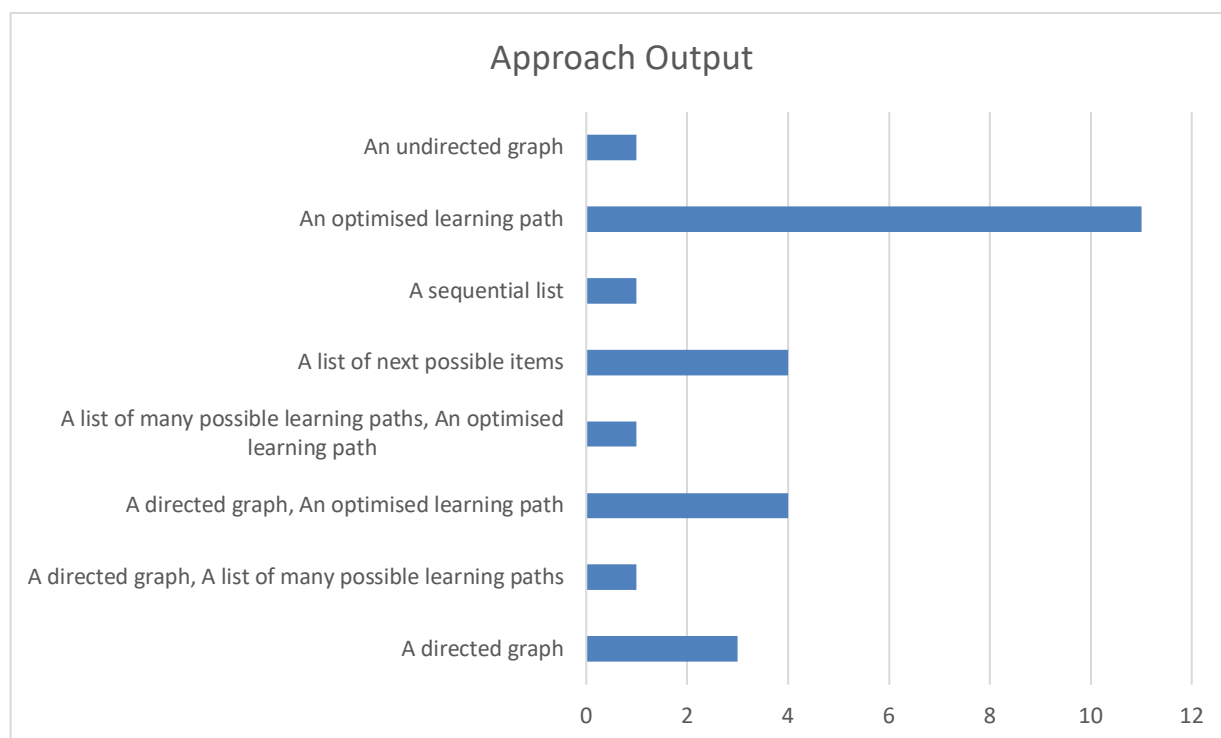 Approach Output
An undirected graph
An optimised learning path
A sequential list
A list of next possible items
A list of many possible learning paths, An optimised
learning path
A directed graph, An optimised learning path
A directed graph, A list of many possible learning paths
A directed graph
0 2 4 6 8 10 12